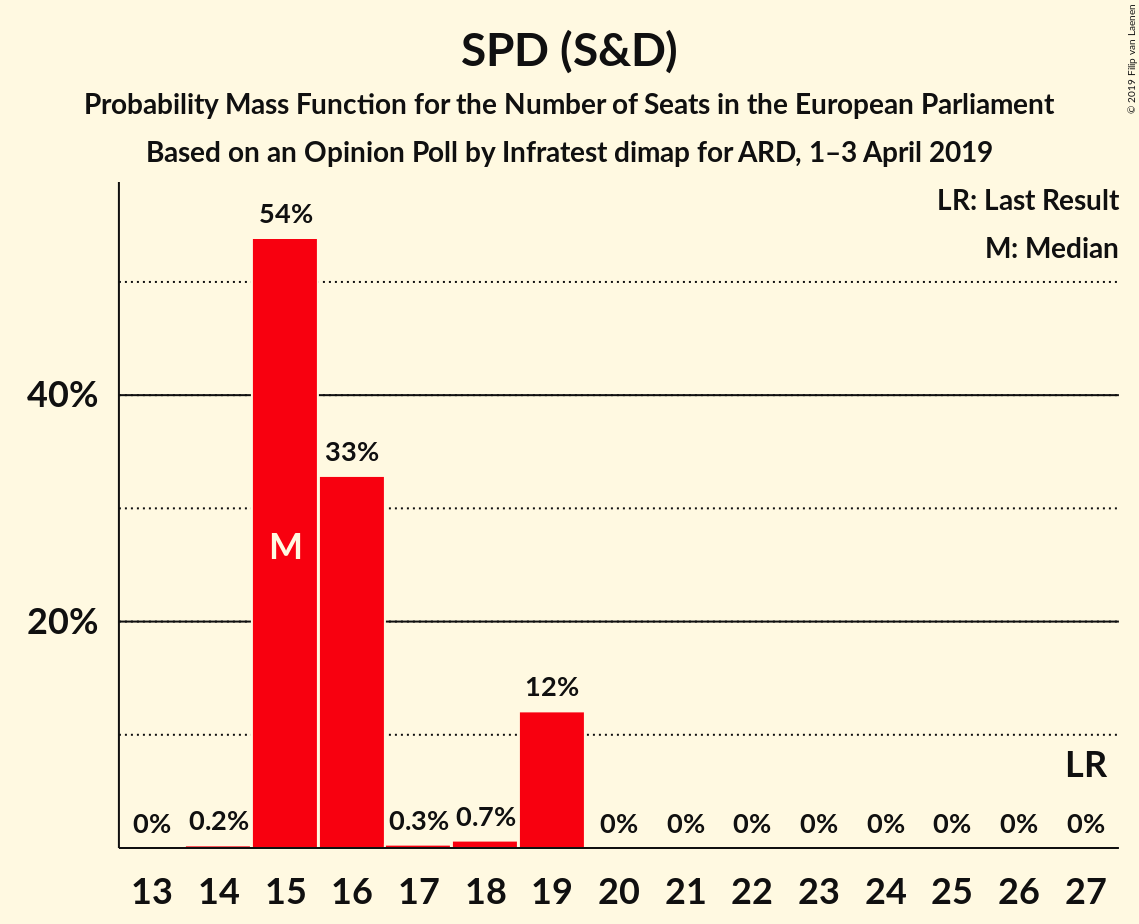 SPD (S&D)
Probability Mass Function for the Number of Seats in the European Parliament
Based on an Opinion Poll by Infratest dimap for ARD, 1–3 April 2019
© 2019 Filip van Laenen
LR: Last Result
M: Median
54%
40%
33%
M
20%
12%
LR
0% 0.2% 0.3% 0.7% 0% 0% 0% 0% 0% 0% 0% 0%
13 14 15 16 17 18 19 20 21 22 23 24 25 26 27